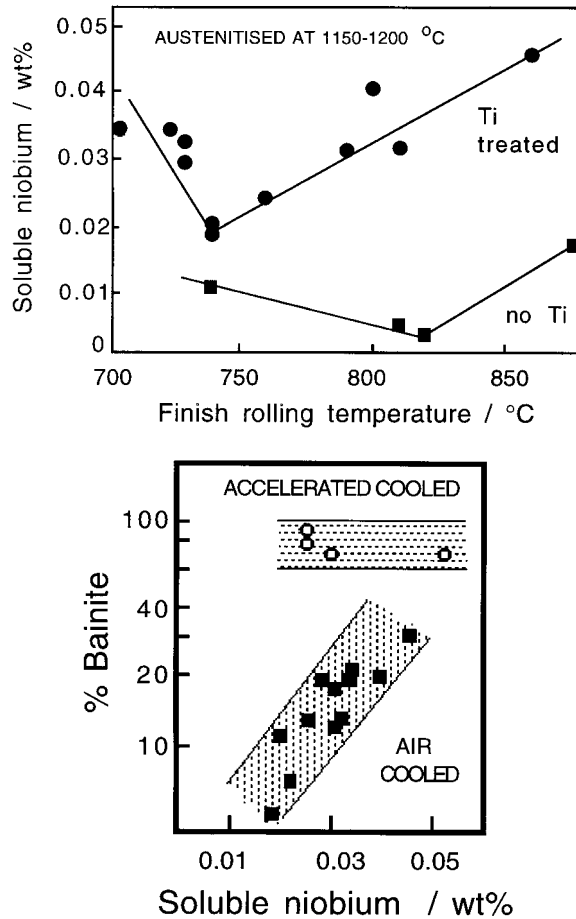 AUSTENITISED AT 1150-1200 °C
Soluble niobium / wt%
0.05
0.04
0.03
0.02
0.01
0
Ti
treated
no Ti
700 750 800 850
Finish rolling temperature / °C
ACCELERATED COOLED
% Bainite
100
40
20
10
AIR
COOLED
0.01 0.03 0.05
Soluble niobium / wt%